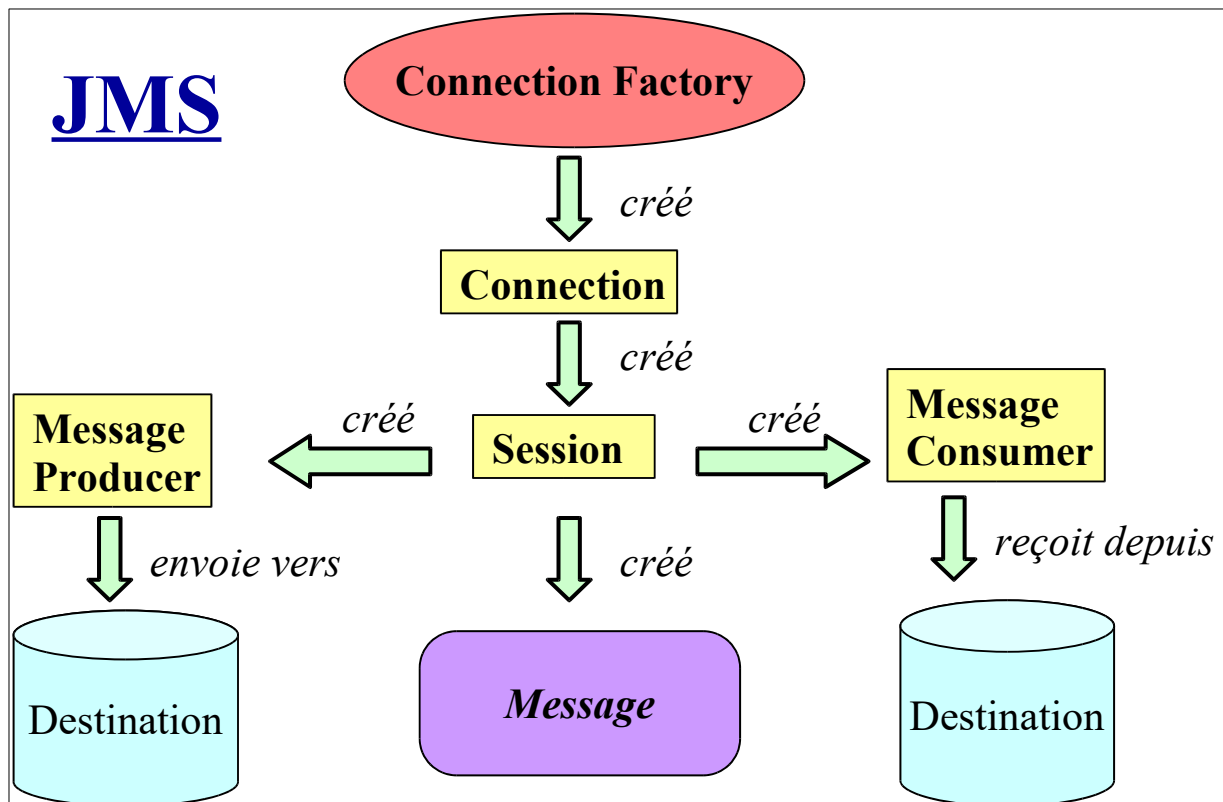 JMS
Connection Factory
créé
Connection
créé
créé
créé
Message
Producer
Session
Message
Consumer
envoie vers
créé
reçoit depuis
Destination
Message
Destination